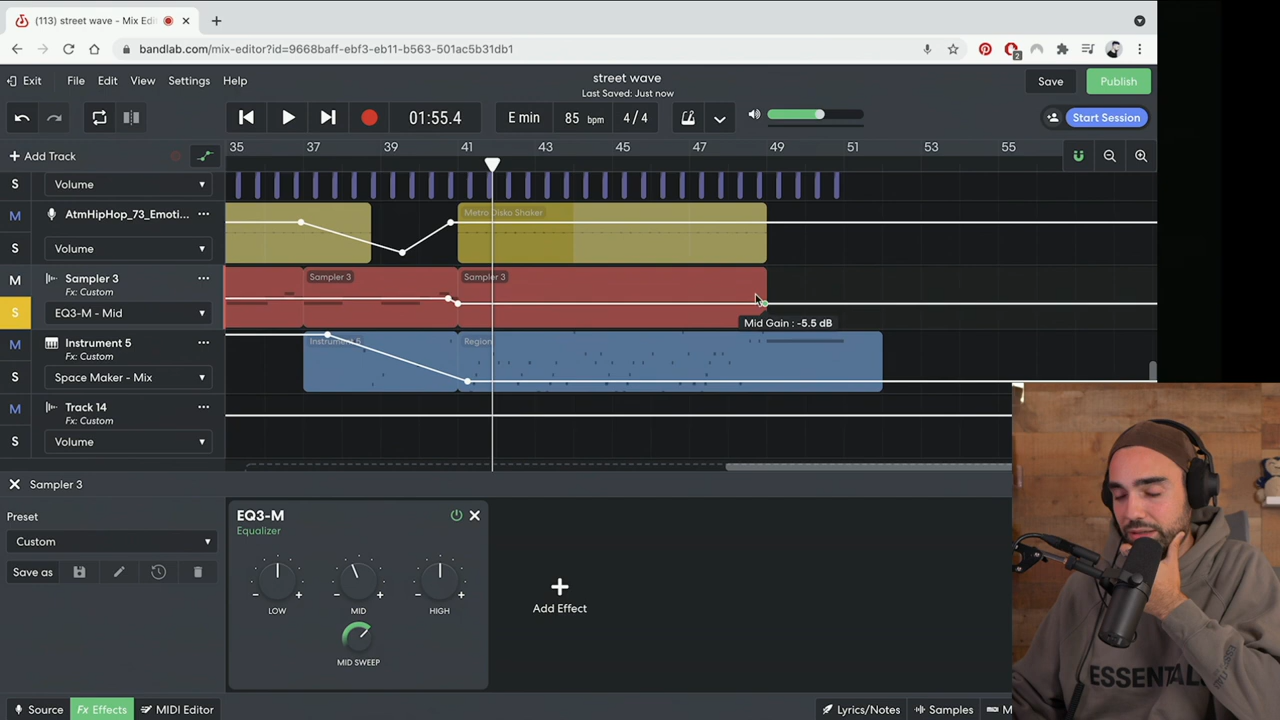 (113) street wave - Mix Edi
bandlab.com/mix-editor?id=9668baff-ebf3-eb11-b563-501ac5b31db1
2
Exit File Edit View Settings Help
street wave
Last Saved: Just now
Save Publish
01:55.4 E min 85 bpm 4 / 4 Start Session
Add Track 35 37 39 41 43 45 47 49 51 53 55
S Volume
M AtmHipHop_73_Emoti... Metro Disko Shaker
S Volume
M Sampler 3 Sampler 3 Sampler 3
Fx: Custom
S EQ3-M - Mid
Mid Gain : -5.5 dB
M Instrument 5 Instrument 5 Region
Fx: Custom
S Space Maker - Mix
M Track 14
Fx: Custom
S Volume
Sampler 3
Preset
Custom
Save as
EQ3-M
Equalizer
LOW MID HIGH
MID SWEEP
Add Effect
Source Fx Effects MIDI Editor Lyrics/Notes Samples M
ESSENTIAL